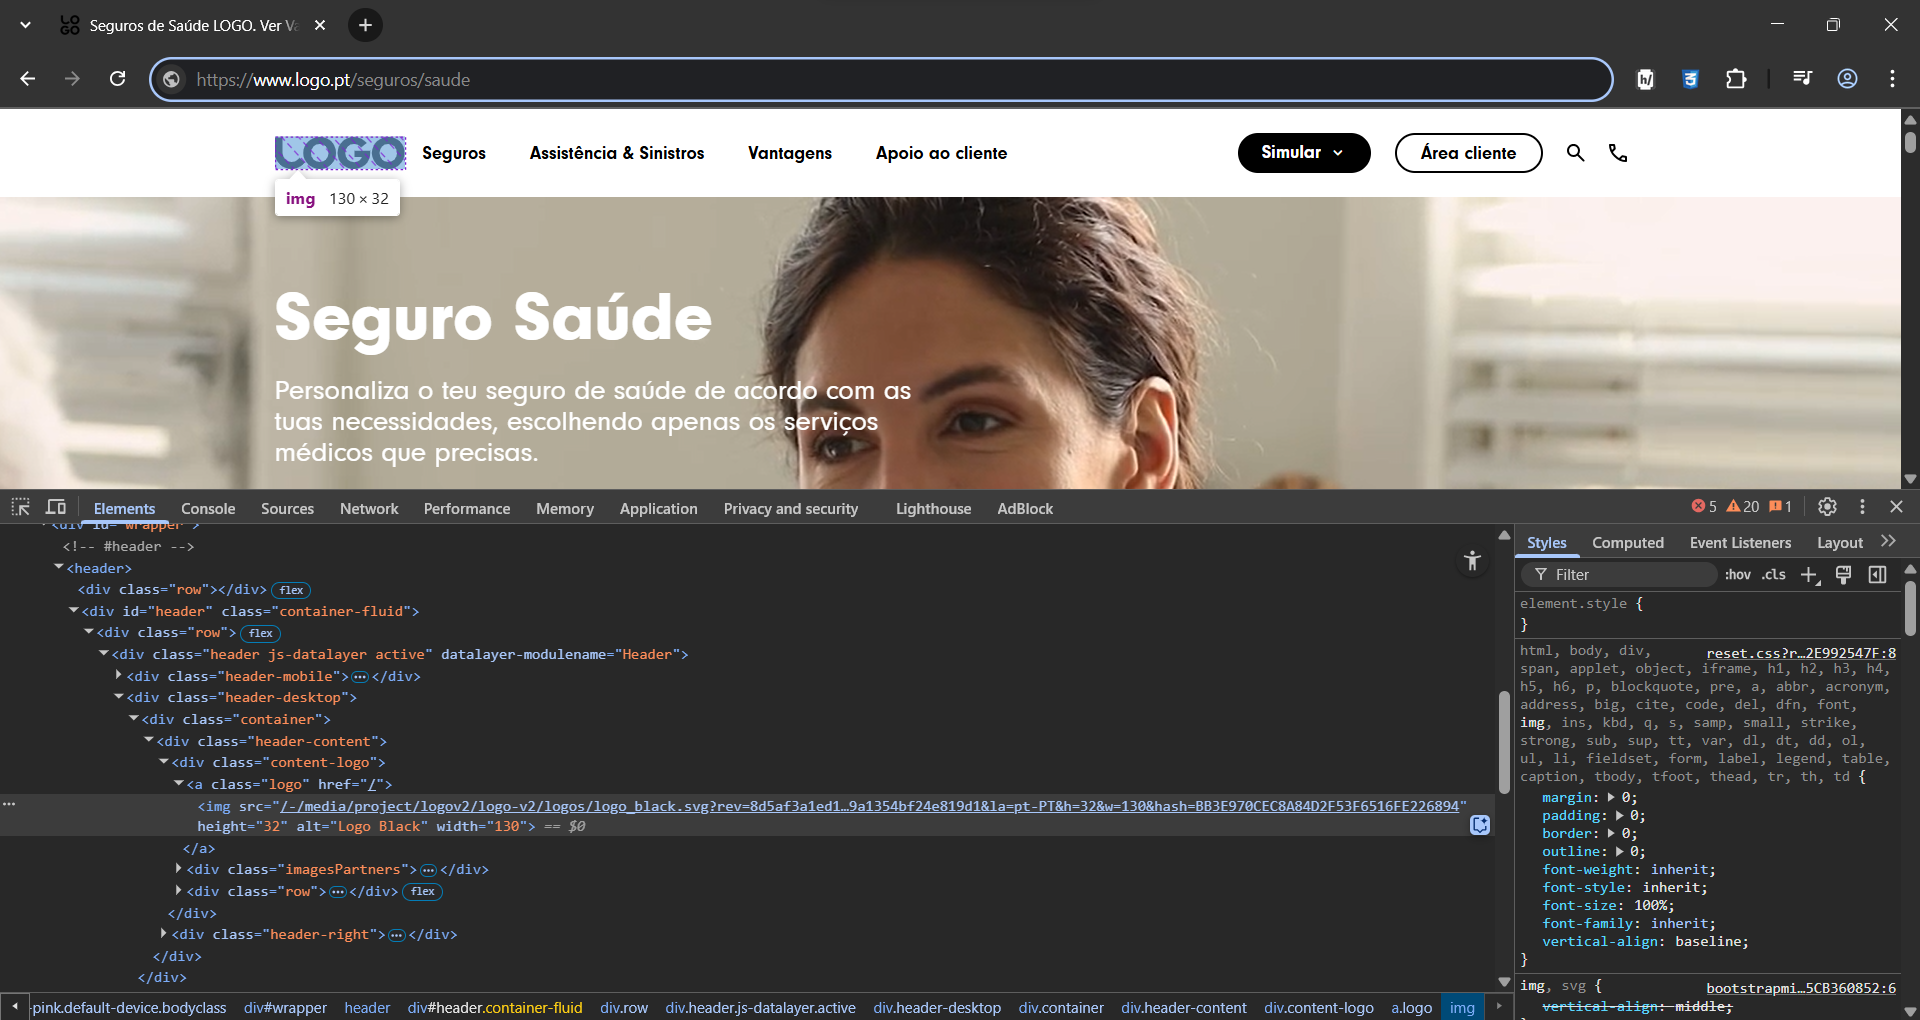 Seguros de Saúde LOGO. Ver Va
https://www.logo.pt/seguros/saude
LOGO Seguros Assistência & Sinistros Vantagens Apoio ao cliente Simular Área cliente
img 130 × 32
Seguro Saúde
Personaliza o teu seguro de saúde de acordo com as
tuas necessidades, escolhendo apenas os serviços
médicos que precisas.
Elements Console Sources Network Performance Memory Application Privacy and security Lighthouse AdBlock 5 20 1
<div id="wrapper">
<!-- #header -->
<header>
<div class="row"></div> flex
<div id="header" class="container-fluid">
<div class="row"> flex
<div class="header js-datalayer active" datalayer-modulename="Header">
<div class="header-mobile">…</div>
<div class="header-desktop">
<div class="container">
<div class="header-content">
<div class="content-logo">
<a class="logo" href="/">
<img src="/-/media/project/logov2/logo-v2/logos/logo_black.svg?rev=8d5af3a1ed1…9a1354bf24e819d1&la=pt-PT&h=32&w=130&hash=BB3E970CEC8A84D2F53F6516FE226894"
height="32" alt="Logo Black" width="130"> == $0
</a>
<div class="imagesPartners">…</div>
<div class="row">…</div> flex
</div>
<div class="header-right">…</div>
</div>
</div>
-pink.default-device.bodyclass div#wrapper header div#header.container-fluid div.row div.header.js-datalayer.active div.header-desktop div.container div.header-content div.content-logo a.logo img
Styles Computed Event Listeners Layout
Filter :hov .cls
element.style {
}
html, body, div, reset.css?r…2E992547F:8
span, applet, object, iframe, h1, h2, h3, h4,
h5, h6, p, blockquote, pre, a, abbr, acronym,
address, big, cite, code, del, dfn, font,
img, ins, kbd, q, s, samp, small, strike,
strong, sub, sup, tt, var, dl, dt, dd, ol,
ul, li, fieldset, form, label, legend, table,
caption, tbody, tfoot, thead, tr, th, td {
margin: 0;
padding: 0;
border: 0;
outline: 0;
font-weight: inherit;
font-style: inherit;
font-size: 100%;
font-family: inherit;
vertical-align: baseline;
}
img, svg { bootstrapmi…5CB360852:6
vertical-align: middle;